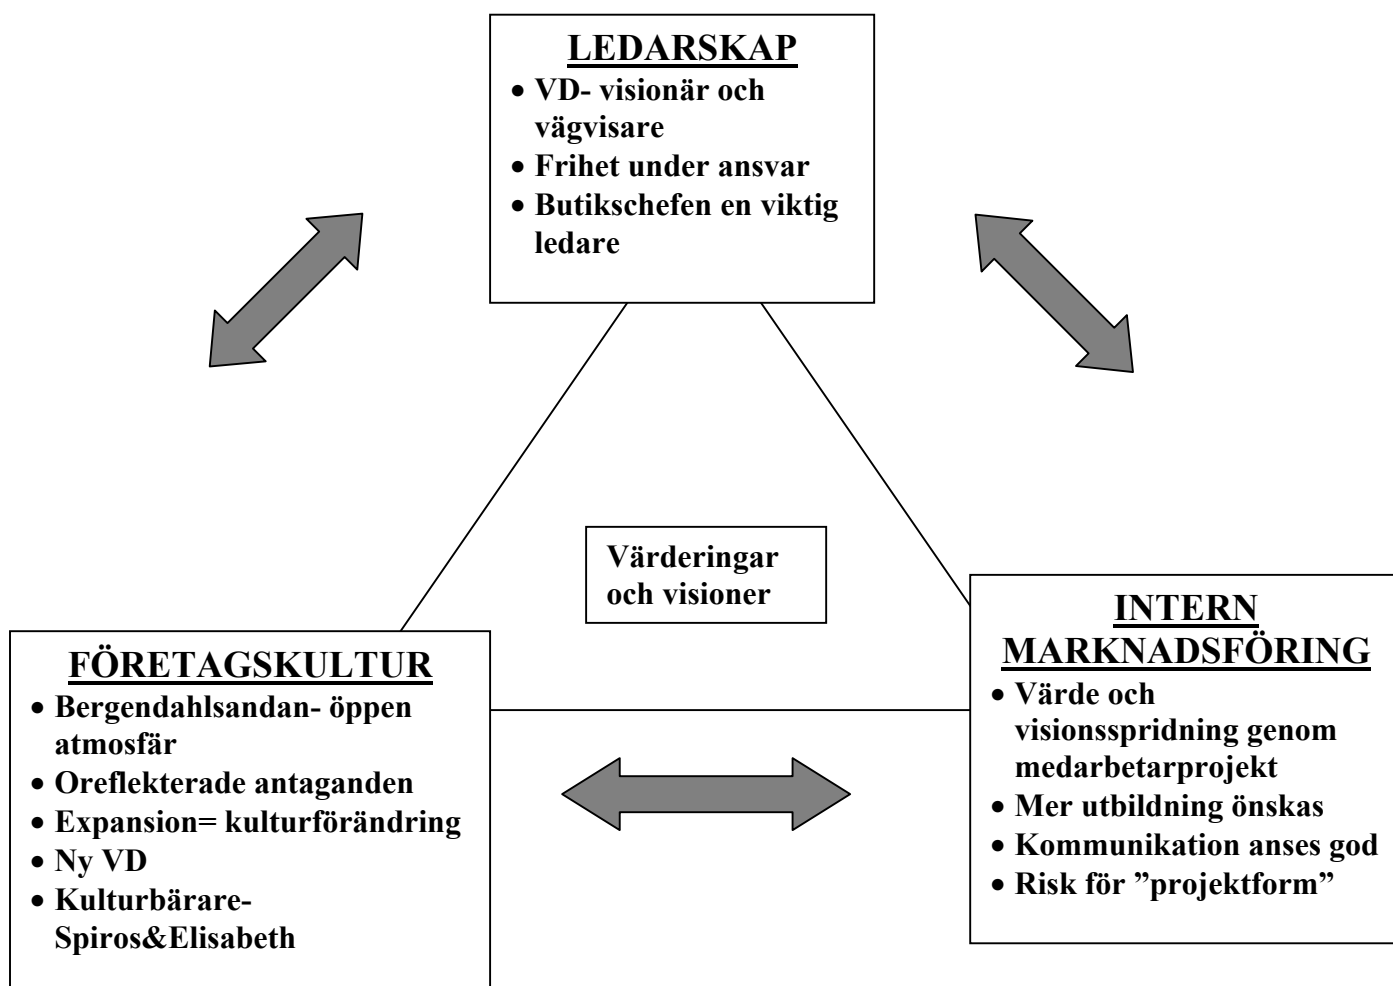 LEDARSKAP
• VD- visionär och
vägvisare
• Frihet under ansvar
• Butikschefen en viktig
ledare
Värderingar
och visioner
FÖRETAGSKULTUR
• Bergendahlsandan- öppen
atmosfär
• Oreflekterade antaganden
• Expansion= kulturförändring
• Ny VD
• Kulturbärare-
Spiros&Elisabeth
INTERN
MARKNADSFÖRING
• Värde och
visionsspridning genom
medarbetarprojekt
• Mer utbildning önskas
• Kommunikation anses god
• Risk för ”projektform”